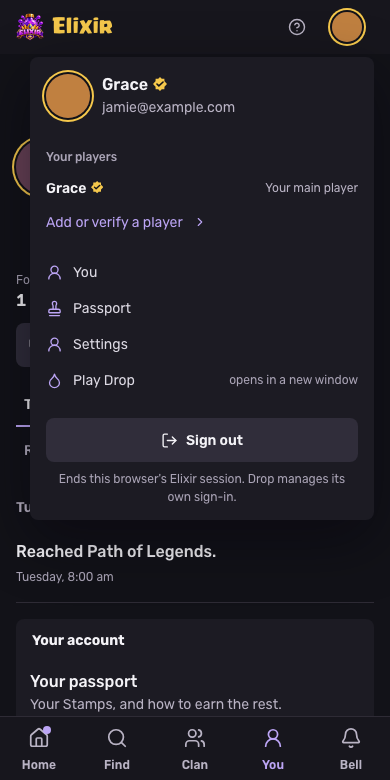 Elixir
Grace
jamie@example.com
Your players
Grace
Your main player
Add or verify a player
Fo
1
You
Passport
Settings
Play Drop
opens in a new window
T
Sign out
R
Ends this browser's Elixir session. Drop manages its
own sign-in.
Tu
Reached Path of Legends.
Tuesday, 8:00 am
Your account
Your passport
Your Stamps, and how to earn the rest.
Home
Find
Clan
You
Bell